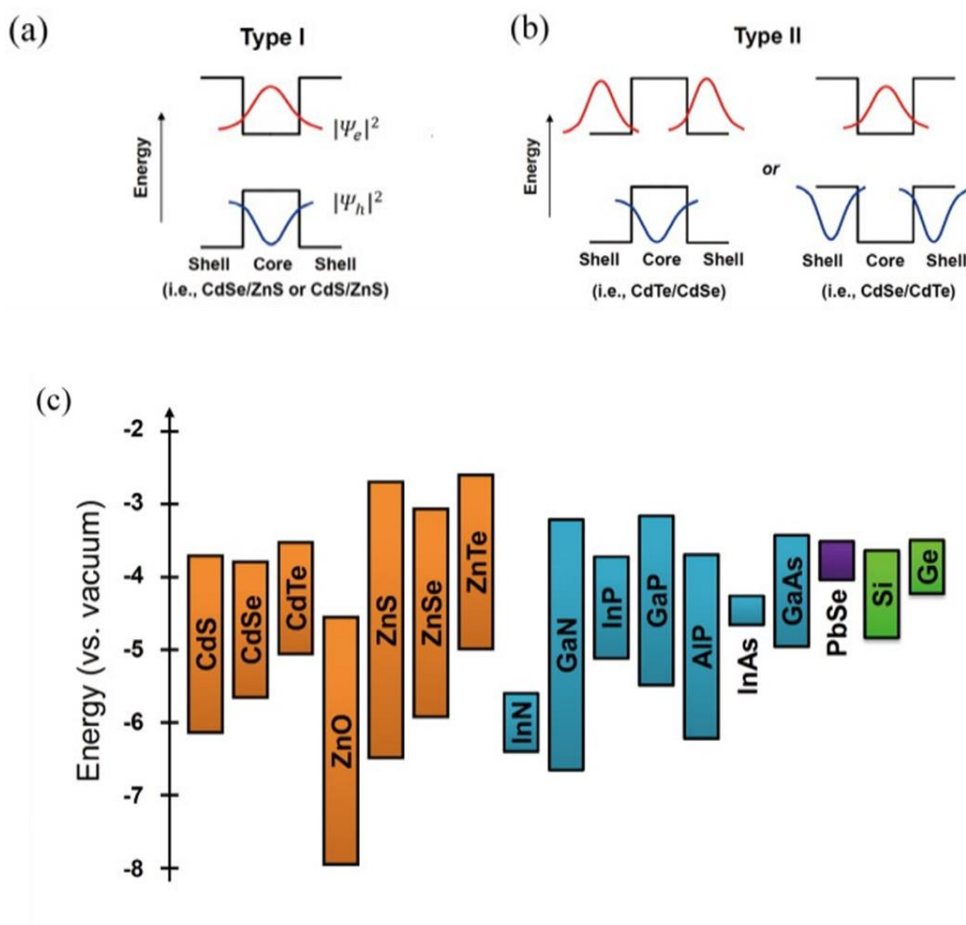 (a)
Type I
Energy
|Ψe|²
|Ψh|²
Shell Core Shell
(i.e., CdSe/ZnS or CdS/ZnS)
(b)
Type II
Energy
or
Shell Core Shell
(i.e., CdTe/CdSe)
Shell Core Shell
(i.e., CdSe/CdTe)
(c)
Energy (vs. vacuum)
-2
-3
-4
-5
-6
-7
-8
CdS
CdSe
CdTe
ZnO
ZnS
ZnSe
ZnTe
InN
GaN
InP
GaP
AlP
InAs
GaAs
PbSe
Si
Ge